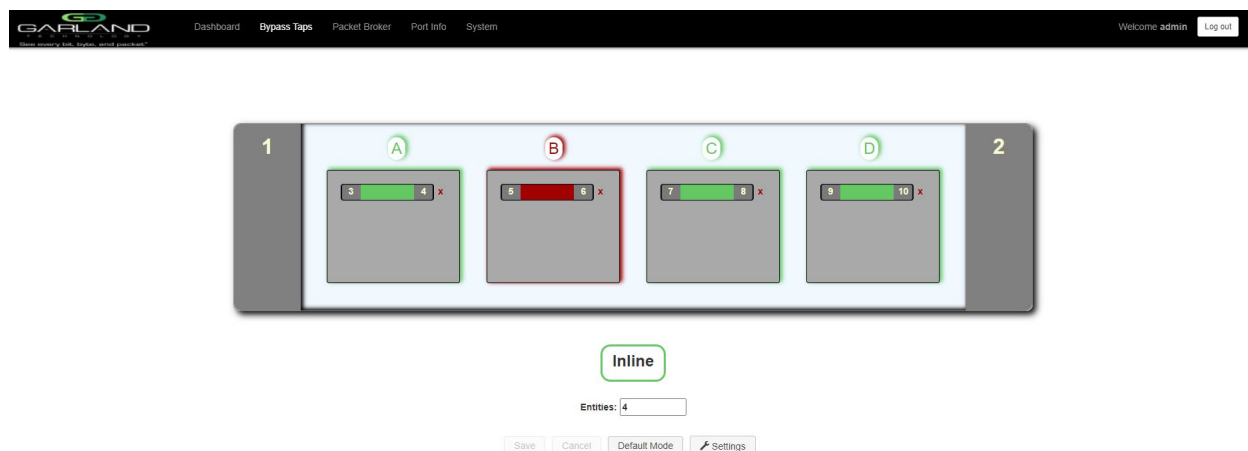 GARLAND
TECHNOLOGY
See every bit, byte, and packet.
Dashboard Bypass Taps Packet Broker Port Info System
Welcome admin Log out
1 A B C D 2
3 4 x 5 6 x 7 8 x 9 10 x
Inline
Entities: 4
Save Cancel Default Mode Settings